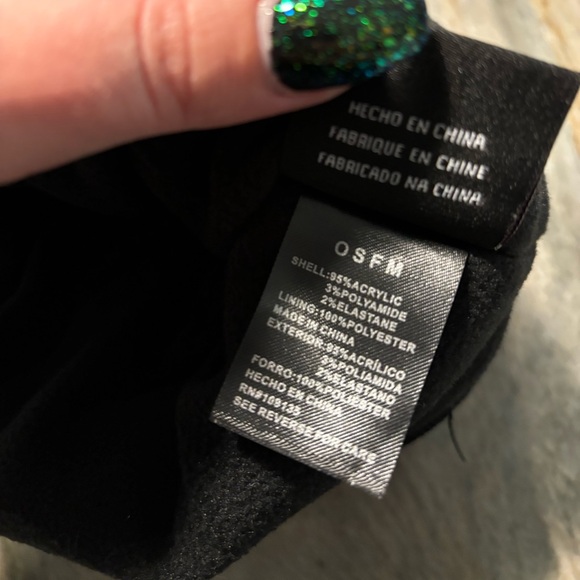 HECHO EN CHINA
FABRIQUE EN CHINE
FABRICADO NA CHINA
OSFM
SHELL:95%ACRYLIC
3%POLYAMIDE
2%ELASTANE
LINING:100%POLYESTER
MADE IN CHINA
EXTERIOR:95%ACRÍLICO
3%POLIAMIDA
2%ELASTANO
FORRO:100%POLIESTER
HECHO EN CHINA
RN#109135
SEE REVERSE FOR CARE